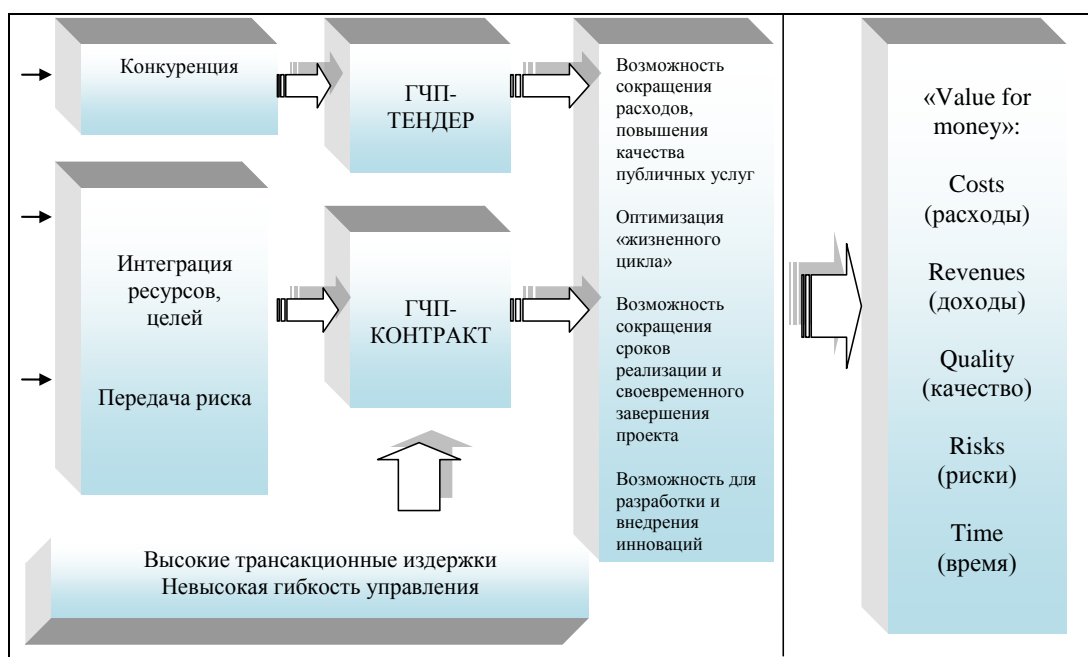 Конкуренция
ГЧП-
ТЕНДЕР
Интеграция
ресурсов,
целей
Передача риска
ГЧП-
КОНТРАКТ
Высокие трансакционные издержки
Невысокая гибкость управления
Возможность
сокращения
расходов,
повышения
качества
публичных услуг
Оптимизация
«жизненного
цикла»
Возможность
сокращения
сроков
реализации и
своевременного
завершения
проекта
Возможность для
разработки и
внедрения
инноваций
«Value for
money»:
Costs
(расходы)
Revenues
(доходы)
Quality
(качество)
Risks
(риски)
Time
(время)